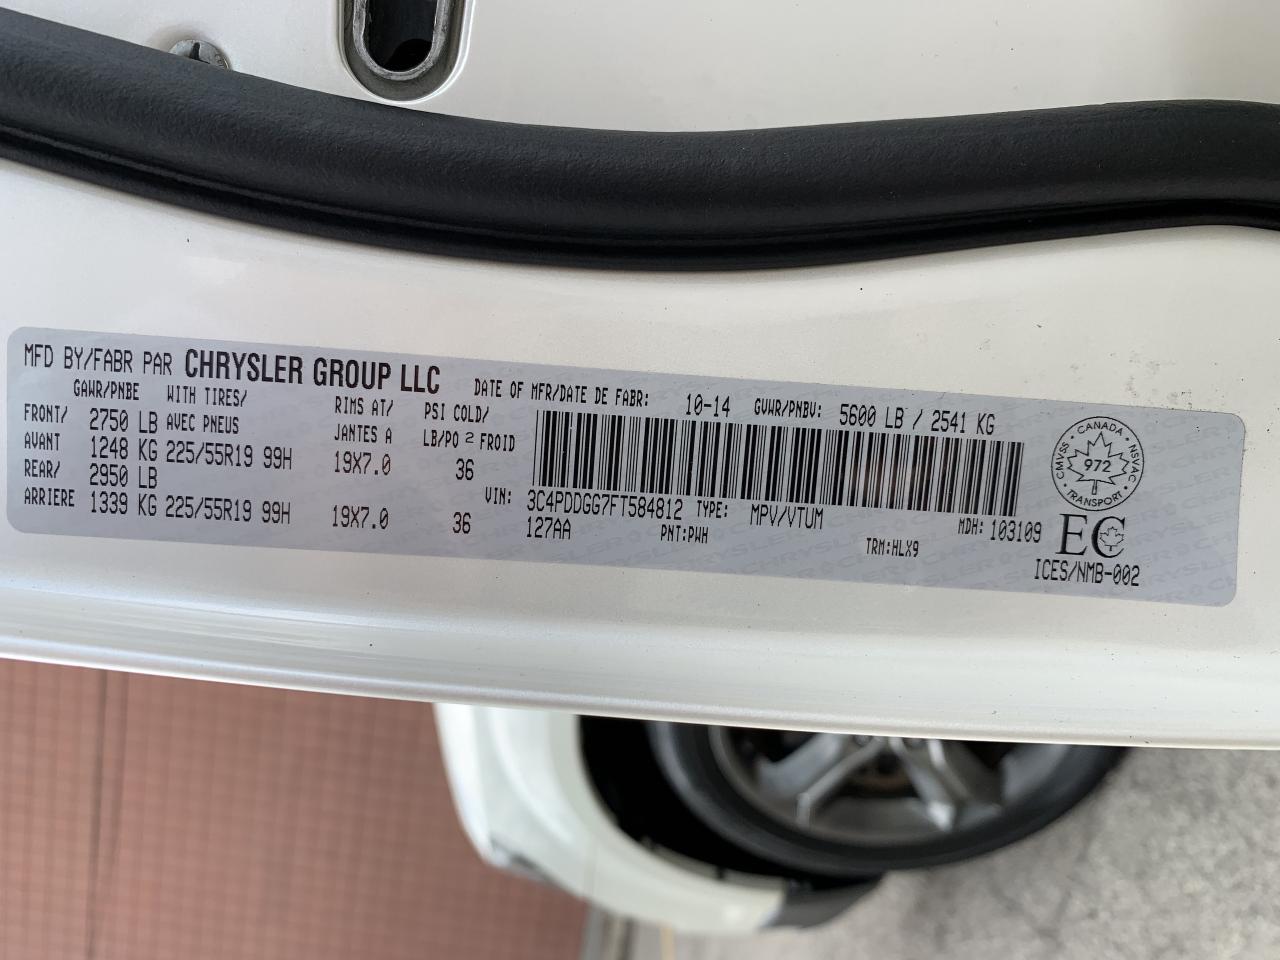 MFD BY/FABR PAR CHRYSLER GROUP LLC DATE OF MFR/DATE DE FABR: 10-14 GVWR/PNBV: 5600 LB / 2541 KG
GAWR/PNBE WITH TIRES/ RIMS AT/ PSI COLD/
FRONT/ 2750 LB AVEC PNEUS JANTES A LB/PO 2 FROID
AVANT 1248 KG 225/55R19 99H 19X7.0 36
REAR/ 2950 LB
ARRIERE 1339 KG 225/55R19 99H 19X7.0 36
VIN: 3C4PDDGG7FT584812 TYPE: MPV/VTUM MDH: 103109
127AA PNT:PWH TRM:HLX9
CANADA
CMVSS NSVAC
972
TRANSPORT
EC
ICES/NMB-002